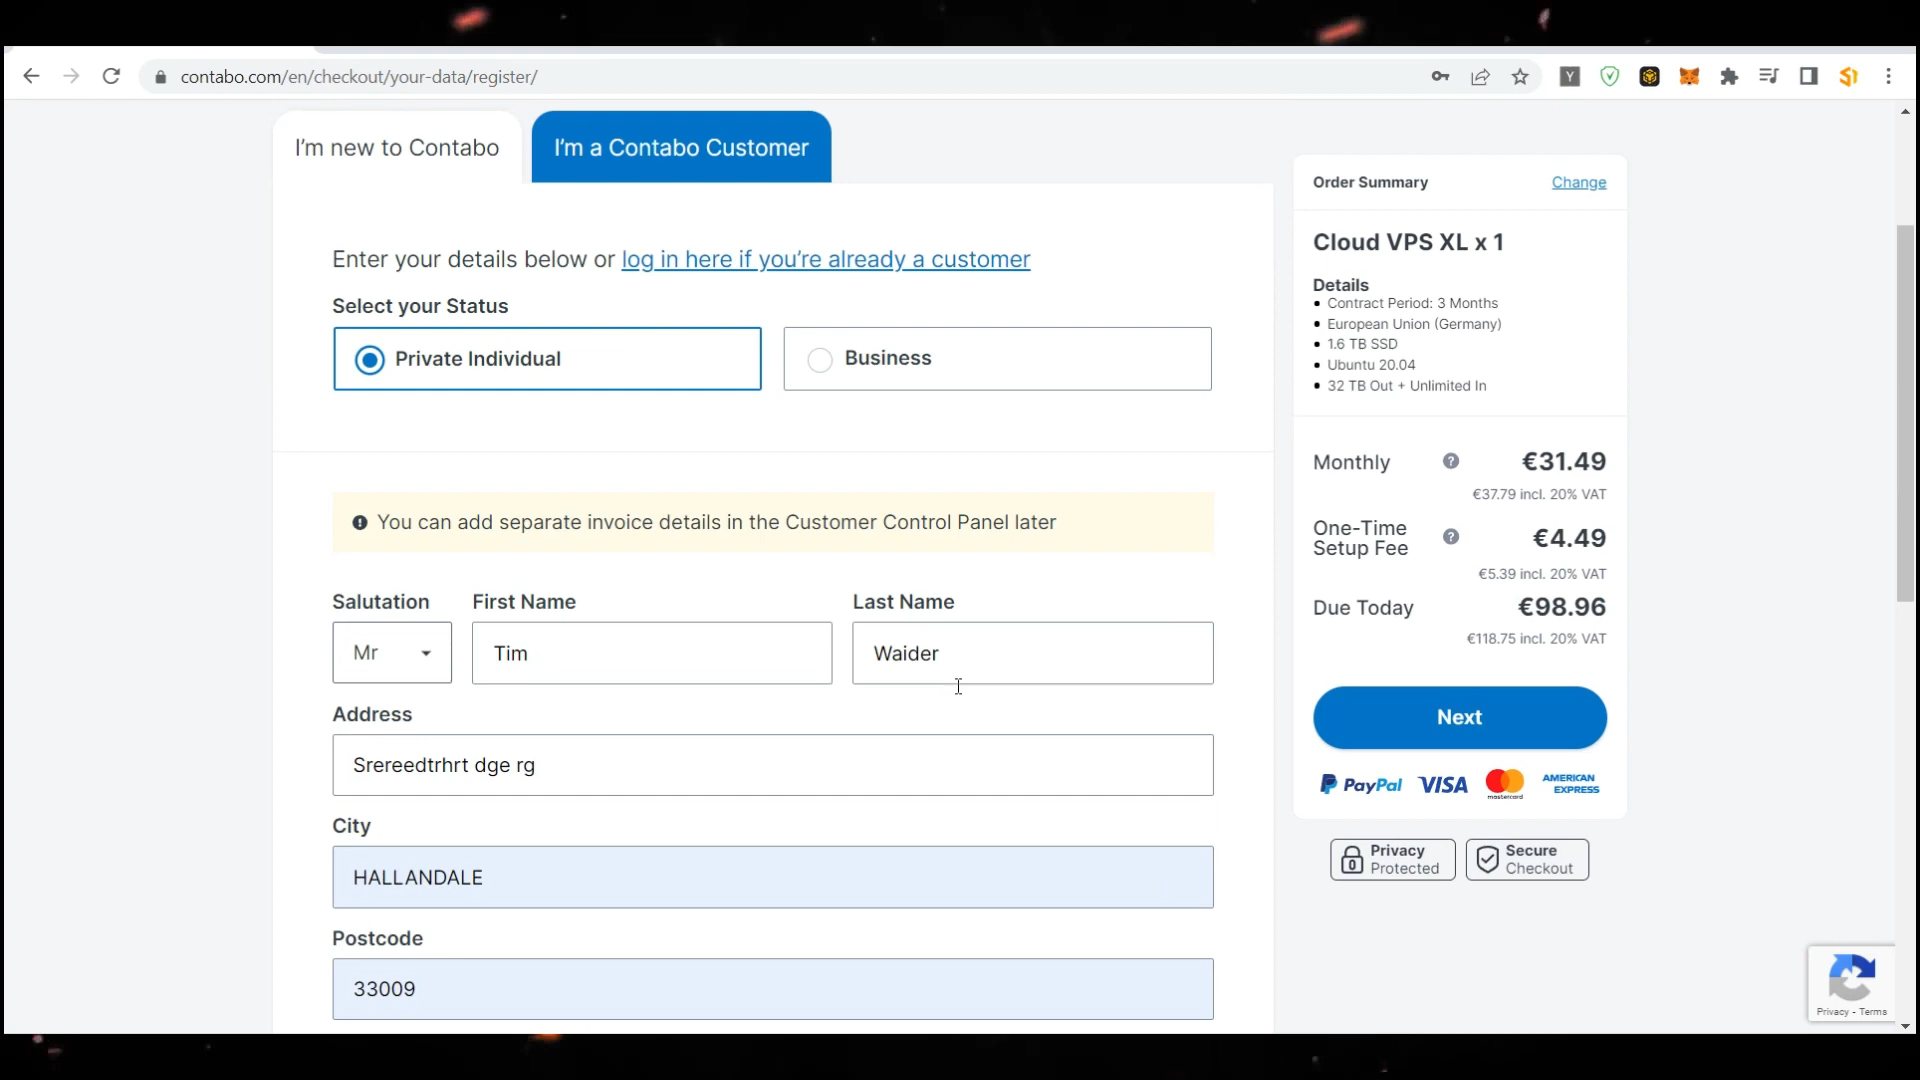 contabo.com/en/checkout/your-data/register/
I'm new to Contabo
I'm a Contabo Customer
Enter your details below or log in here if you're already a customer
Select your Status
Private Individual
Business
You can add separate invoice details in the Customer Control Panel later
Salutation
First Name
Last Name
Mr
Tim
Waider
Address
Srereedtrhrt dge rg
City
HALLANDALE
Postcode
33009
Order Summary
Change
Cloud VPS XL x 1
Details
Contract Period: 3 Months
European Union (Germany)
1.6 TB SSD
Ubuntu 20.04
32 TB Out + Unlimited In
Monthly
?
€31.49
€37.79 incl. 20% VAT
One-Time
Setup Fee
?
€4.49
€5.39 incl. 20% VAT
Due Today
€98.96
€118.75 incl. 20% VAT
Next
PayPal
VISA
mastercard
AMERICAN
EXPRESS
Privacy
Protected
Secure
Checkout
Privacy - Terms